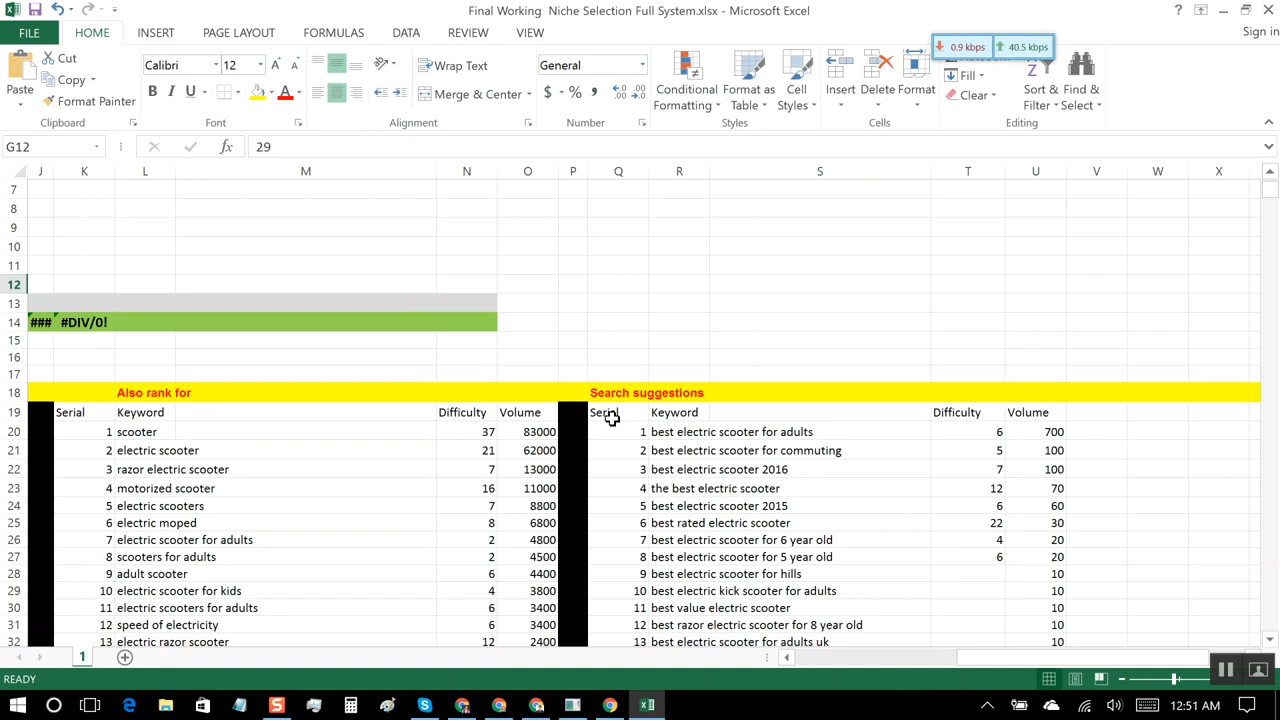 Final Working Niche Selection Full System.xlsx - Microsoft Excel
FILE HOME INSERT PAGE LAYOUT FORMULAS DATA REVIEW VIEW Sign in
0.9 kbps 40.5 kbps
Cut Calibri 12 Wrap Text General
Copy Paste Format Painter
B I U A Merge & Center $ % , Conditional Formatting Format as Table Cell Styles Insert Delete Format Fill Clear Sort & Filter Find & Select
Clipboard Font Alignment Number Styles Cells Editing
G12 fx 29
J K L M N O P Q R S T U V W X
7
8
9
10
11
12
13
14 ### #DIV/0!
15
16
17
18 Also rank for Search suggestions
19 Serial Keyword Difficulty Volume Serial Keyword Difficulty Volume
20 1 scooter 37 83000 1 best electric scooter for adults 6 700
21 2 electric scooter 21 62000 2 best electric scooter for commuting 5 100
22 3 razor electric scooter 7 13000 3 best electric scooter 2016 7 100
23 4 motorized scooter 16 11000 4 the best electric scooter 12 70
24 5 electric scooters 7 8800 5 best electric scooter 2015 6 60
25 6 electric moped 8 6800 6 best rated electric scooter 22 30
26 7 electric scooter for adults 2 4800 7 best electric scooter for 6 year old 4 20
27 8 scooters for adults 2 4500 8 best electric scooter for 5 year old 6 20
28 9 adult scooter 6 4400 9 best electric scooter for hills 10
29 10 electric scooter for kids 4 3800 10 best electric kick scooter for adults 10
30 11 electric scooters for adults 6 3400 11 best value electric scooter 10
31 12 speed of electricity 6 3400 12 best razor electric scooter for 8 year old 10
32 13 electric razor scooter 12 2400 13 best electric scooter for adults uk 10
1
READY
12:51 AM